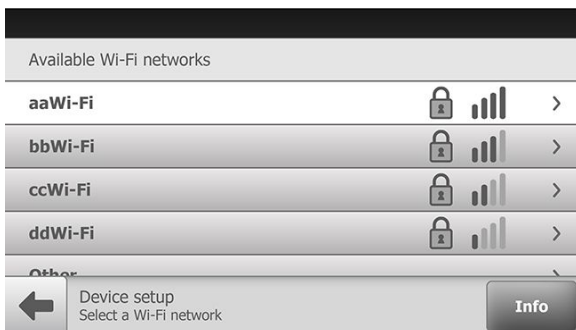 Available Wi-Fi networks
aaWi-Fi
bbWi-Fi
ccWi-Fi
ddWi-Fi
Other
Device setup
Select a Wi-Fi network
Info